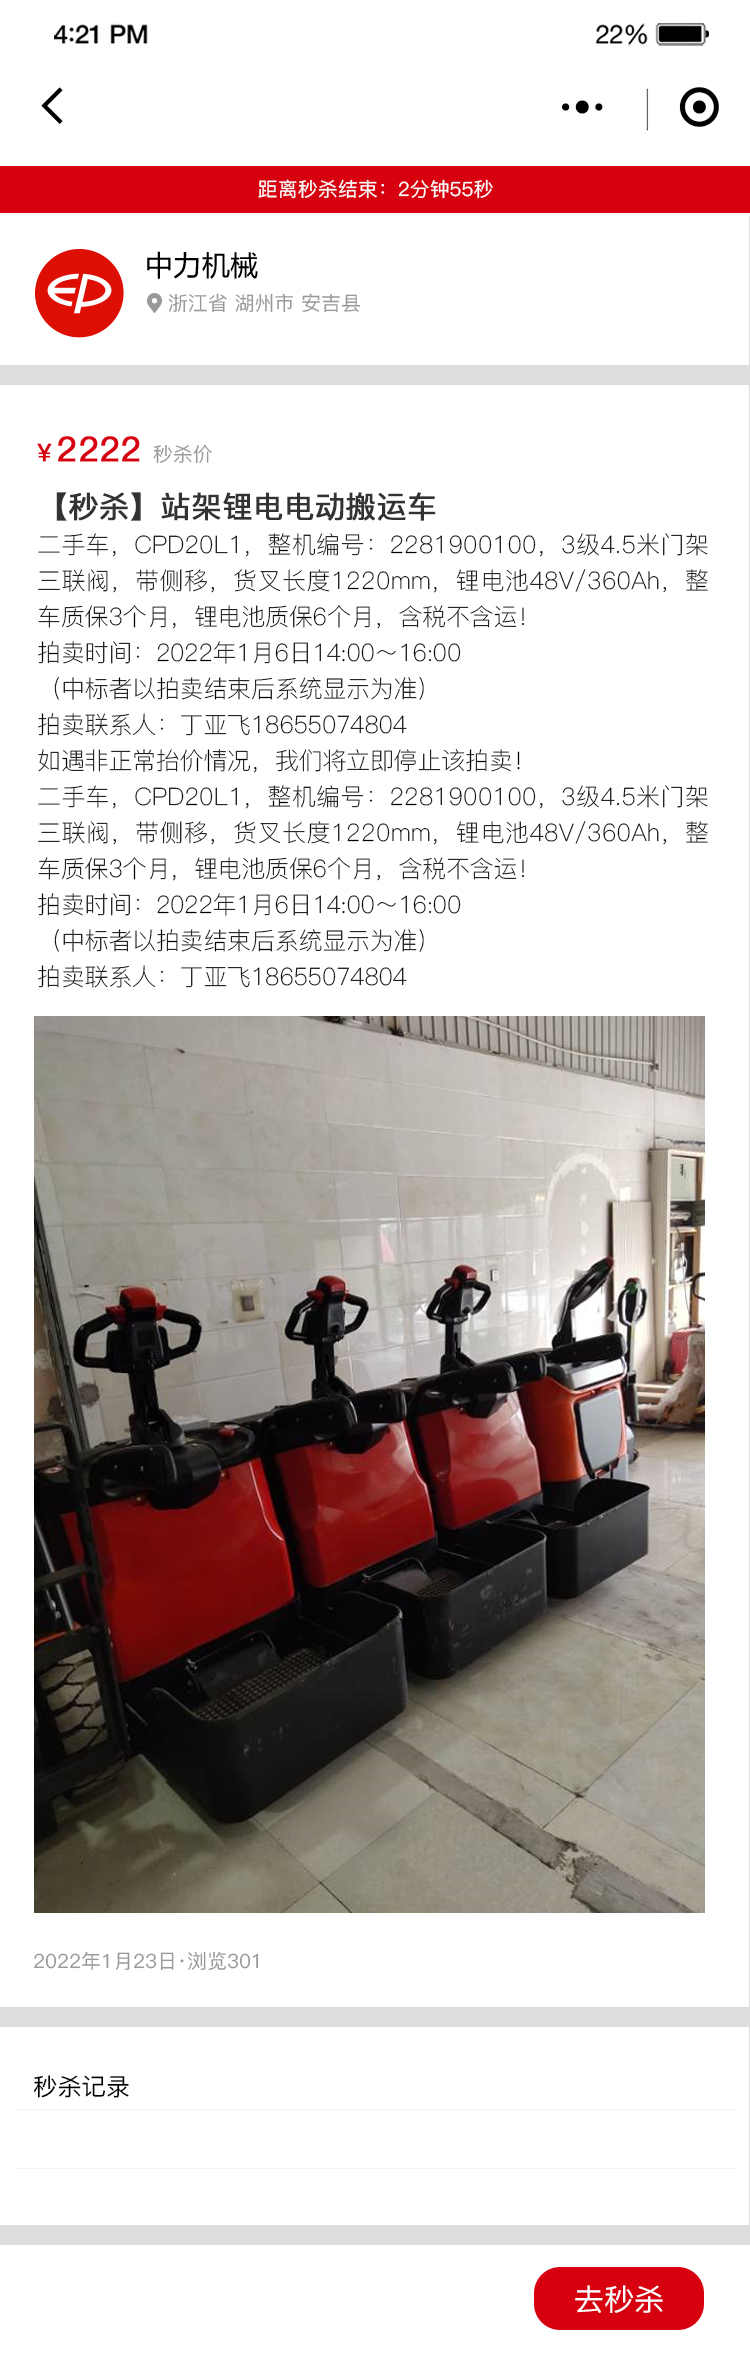 4:21 PM
22%
距离秒杀结束：2分钟55秒
EP
中力机械
浙江省 湖州市 安吉县
¥2222 秒杀价
【秒杀】站架锂电电动搬运车
二手车，CPD20L1，整机编号：2281900100，3级4.5米门架
三联阀，带侧移，货叉长度1220mm，锂电池48V/360Ah，整
车质保3个月，锂电池质保6个月，含税不含运！
拍卖时间：2022年1月6日14:00～16:00
（中标者以拍卖结束后系统显示为准）
拍卖联系人：丁亚飞18655074804
如遇非正常抬价情况，我们将立即停止该拍卖！
二手车，CPD20L1，整机编号：2281900100，3级4.5米门架
三联阀，带侧移，货叉长度1220mm，锂电池48V/360Ah，整
车质保3个月，锂电池质保6个月，含税不含运！
拍卖时间：2022年1月6日14:00～16:00
（中标者以拍卖结束后系统显示为准）
拍卖联系人：丁亚飞18655074804
2022年1月23日·浏览301
秒杀记录
去秒杀